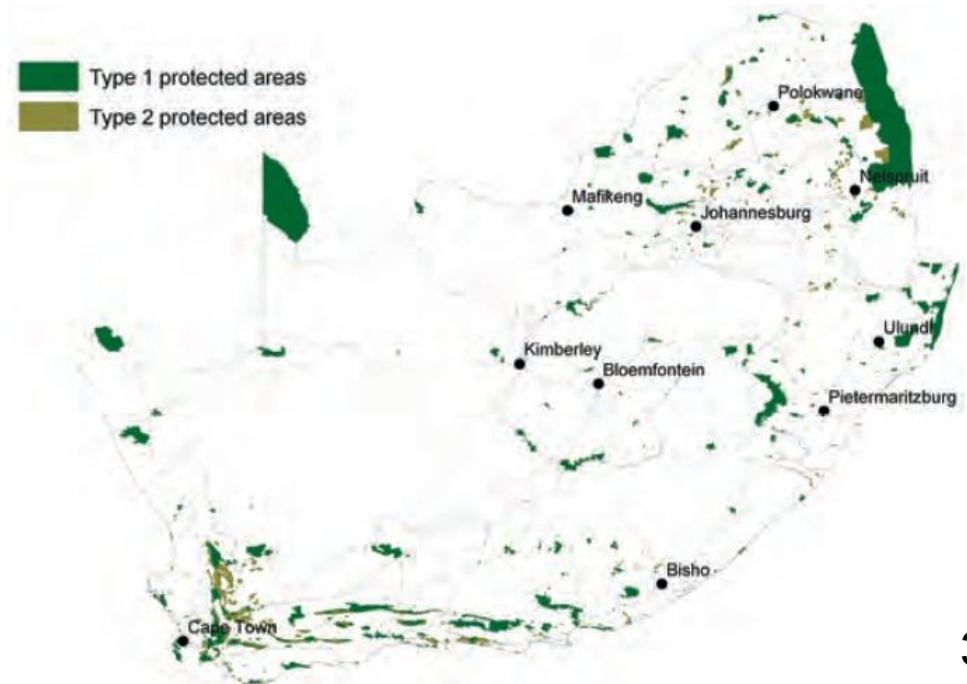 Type 1 protected areas
Type 2 protected areas
Polokwane
Nelspruit
Mafikeng
Johannesburg
Ulundi
Kimberley
Bloemfontein
Pietermaritzburg
Bisho
Cape Town